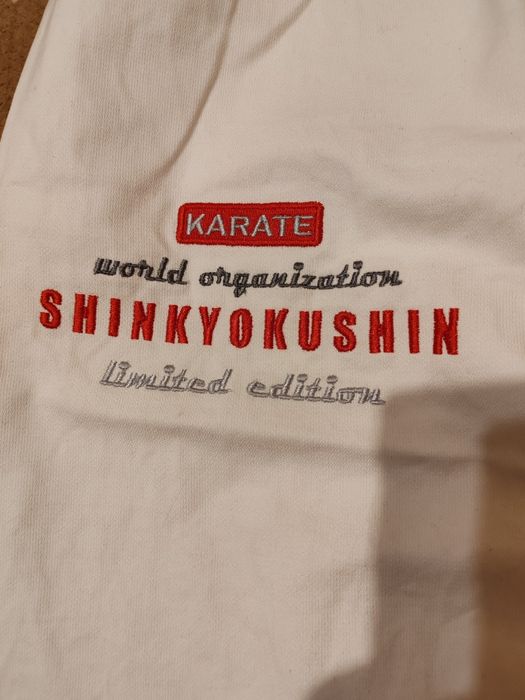 KARATE
world organization
SHINKYOKUSHIN
limited edition